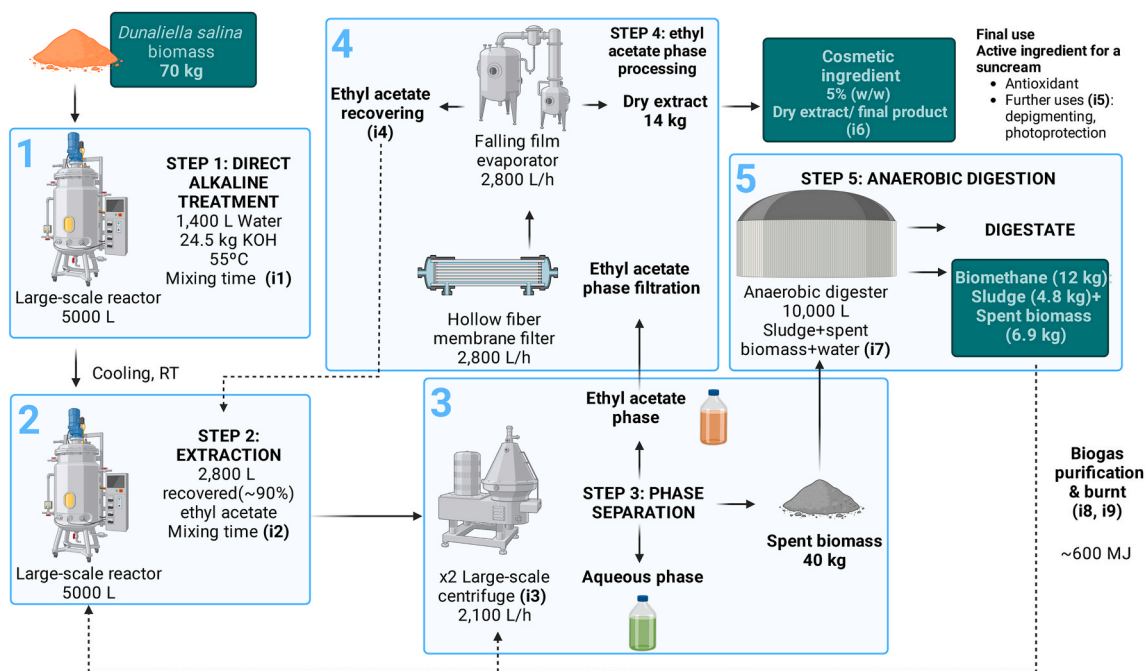 Dunaliella salina
biomass
70 kg
1
STEP 1: DIRECT
ALKALINE
TREATMENT
1,400 L Water
24.5 kg KOH
55ºC
Mixing time (i1)
Large-scale reactor
5000 L
Cooling, RT
2
STEP 2:
EXTRACTION
2,800 L
recovered(~90%)
ethyl acetate
Mixing time (i2)
Large-scale reactor
5000 L
3
Ethyl acetate
phase
STEP 3: PHASE
SEPARATION
Aqueous phase
x2 Large-scale
centrifuge (i3)
2,100 L/h
Spent biomass
40 kg
4
STEP 4: ethyl
acetate phase
processing
Ethyl acetate
recovering
(i4)
Dry extract
14 kg
Falling film
evaporator
2,800 L/h
Ethyl acetate
phase filtration
Hollow fiber
membrane filter
2,800 L/h
Cosmetic
ingredient
5% (w/w)
Dry extract/ final product
(i6)
Final use
Active ingredient for a
suncream
• Antioxidant
• Further uses (i5):
depigmenting,
photoprotection
5
STEP 5: ANAEROBIC DIGESTION
DIGESTATE
Biomethane (12 kg):
Sludge (4.8 kg)+
Spent biomass
(6.9 kg)
Anaerobic digester
10,000 L
Sludge+spent
biomass+water (i7)
Biogas
purification
& burnt
(i8, i9)
~600 MJ